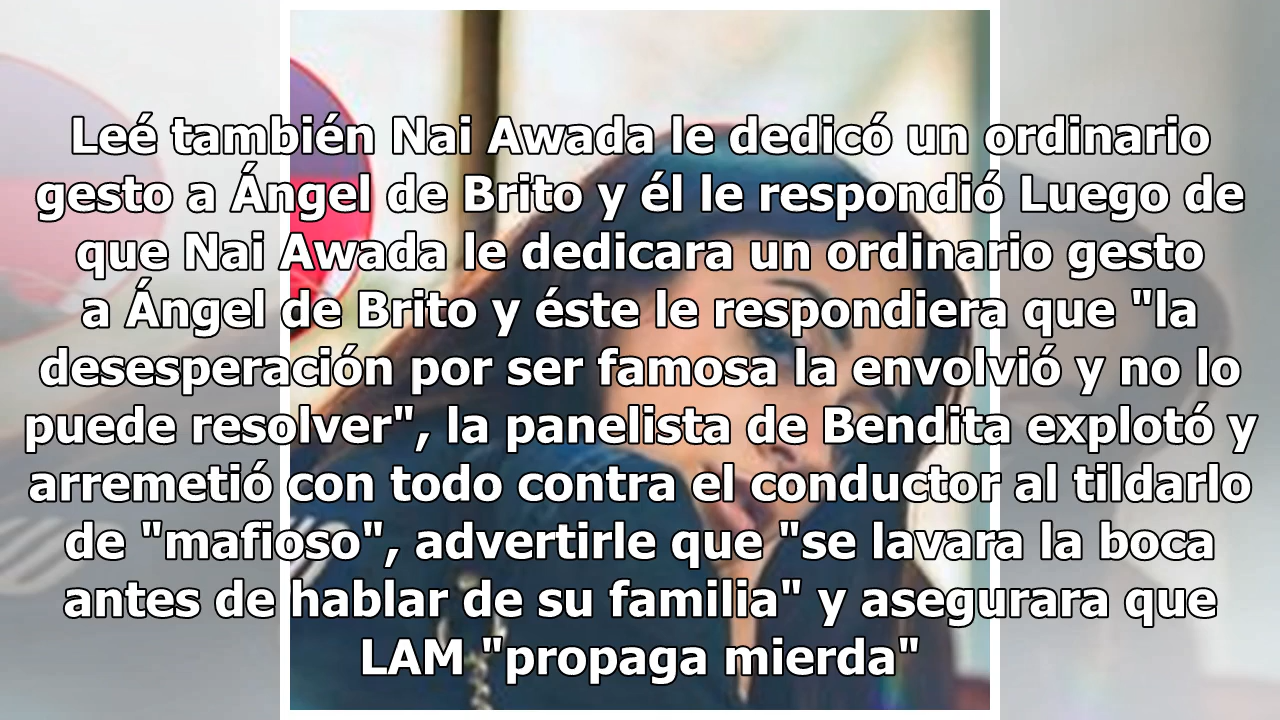 Leé también Nai Awada le dedicó un ordinario
gesto a Ángel de Brito y él le respondió Luego de
que Nai Awada le dedicara un ordinario gesto
a Ángel de Brito y éste le respondiera que "la
desesperación por ser famosa la envolvió y no lo
puede resolver", la panelista de Bendita explotó y
arremetió con todo contra el conductor al tildarlo
de "mafioso", advertirle que "se lavara la boca
antes de hablar de su familia" y asegurara que
LAM "propaga mierda"